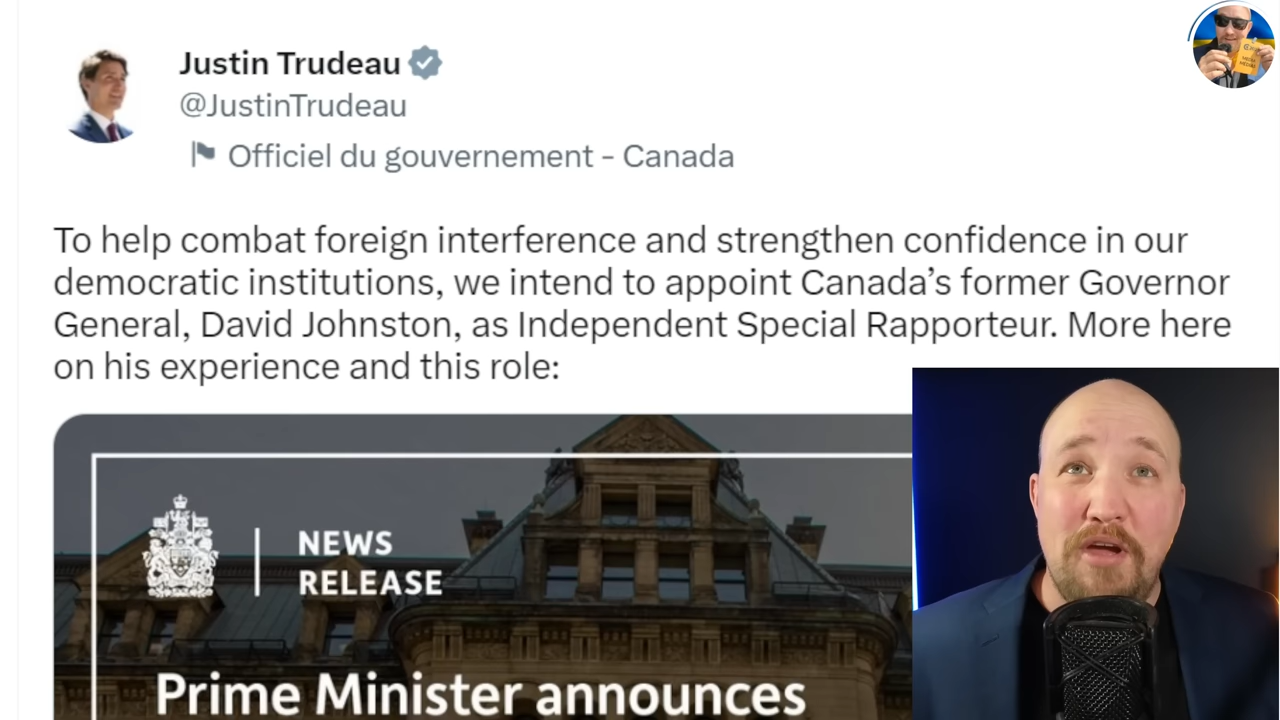 Justin Trudeau
@JustinTrudeau
Officiel du gouvernement - Canada
To help combat foreign interference and strengthen confidence in our
democratic institutions, we intend to appoint Canada’s former Governor
General, David Johnston, as Independent Special Rapporteur. More here
on his experience and this role:
NEWS
RELEASE
Prime Minister announces